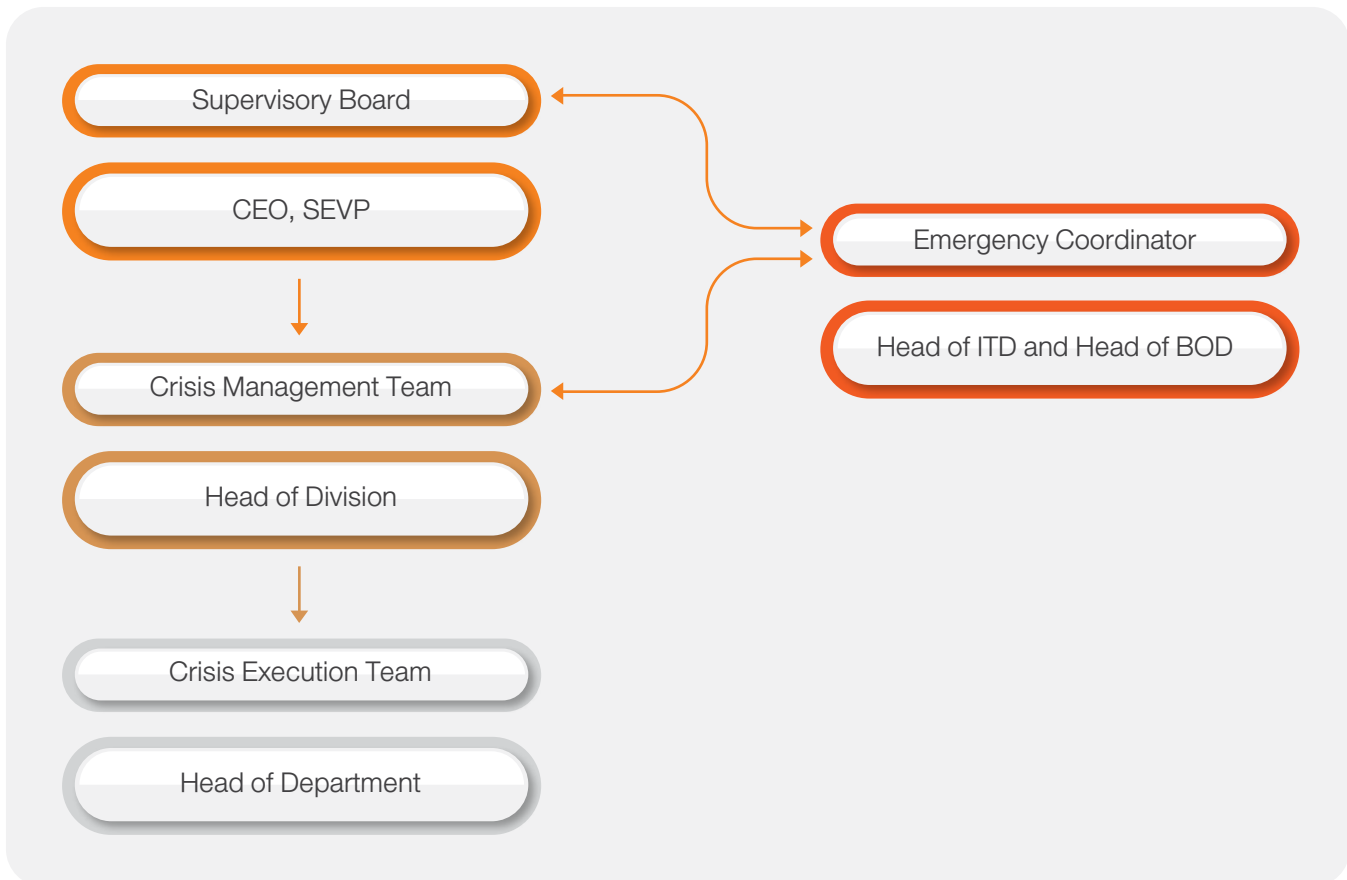 Supervisory Board
CEO, SEVP
Crisis Management Team
Head of Division
Crisis Execution Team
Head of Department
Emergency Coordinator
Head of ITD and Head of BOD